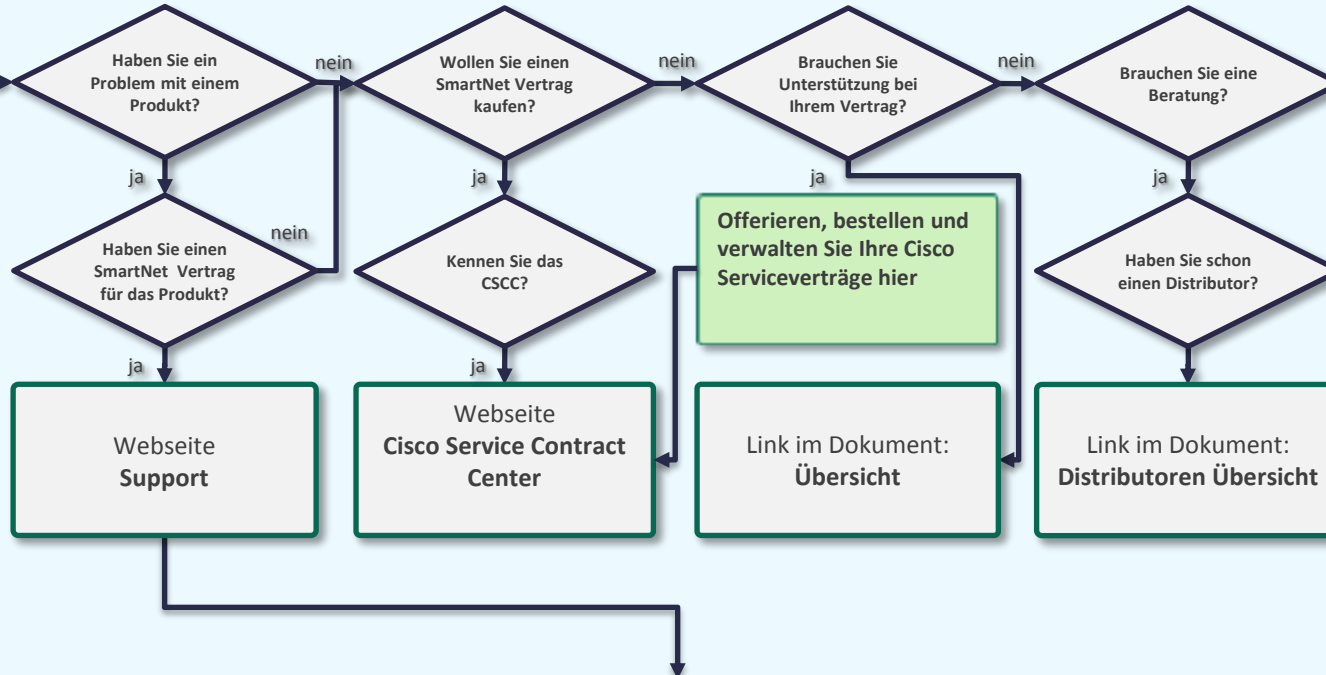 Haben Sie ein
Problem mit einem
Produkt?
nein
Wollen Sie einen
SmartNet Vertrag
kaufen?
nein
Brauchen Sie
Unterstützung bei
Ihrem Vertrag?
nein
Brauchen Sie eine
Beratung?
ja
ja
ja
ja
Haben Sie einen
SmartNet Vertrag
für das Produkt?
nein
Kennen Sie das
CSCC?
Offerieren, bestellen und
verwalten Sie Ihre Cisco
Serviceverträge hier
Haben Sie schon
einen Distributor?
ja
ja
Webseite
Support
Webseite
Cisco Service Contract
Center
Link im Dokument:
Übersicht
Link im Dokument:
Distributoren Übersicht